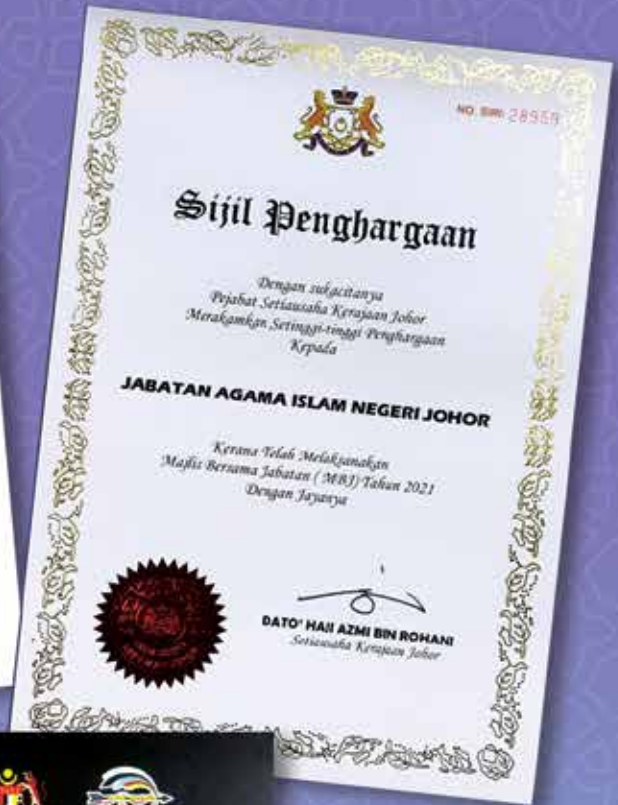 NO. SIRI: 28959
Sijil Penghargaan
Dengan sukacitanya
Pejabat Setiausaha Kerajaan Johor
Merakamkan Setinggi-tinggi Penghargaan
Kepada
JABATAN AGAMA ISLAM NEGERI JOHOR
Kerana Telah Melaksanakan
Majlis Bersama Jabatan ( MBJ) Tahun 2021
Dengan Jayanya
DATO' HAJI AZMI BIN ROHANI
Setiausaha Kerajaan Johor